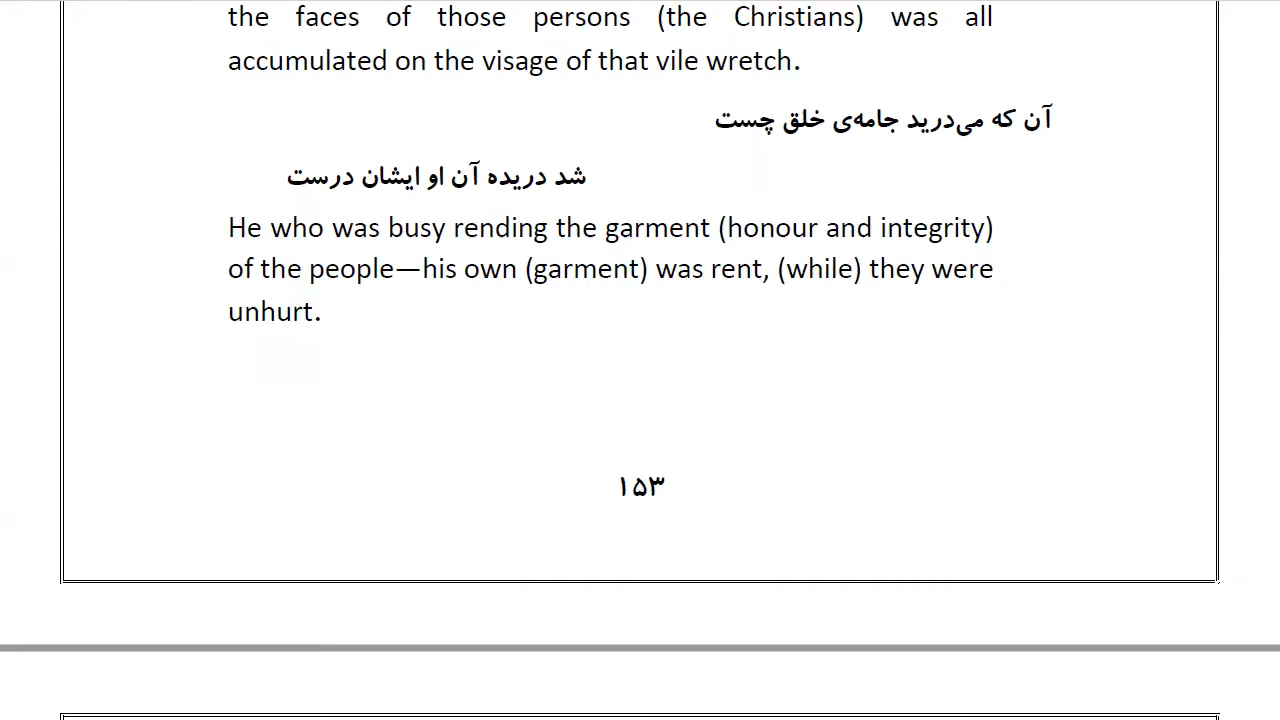 the faces of those persons (the Christians) was all
accumulated on the visage of that vile wretch.
آن که می‌درید جامه‌ی خلق چست
شد دریده آن او ایشان درست
He who was busy rending the garment (honour and integrity)
of the people—his own (garment) was rent, (while) they were
unhurt.
۱۵۳